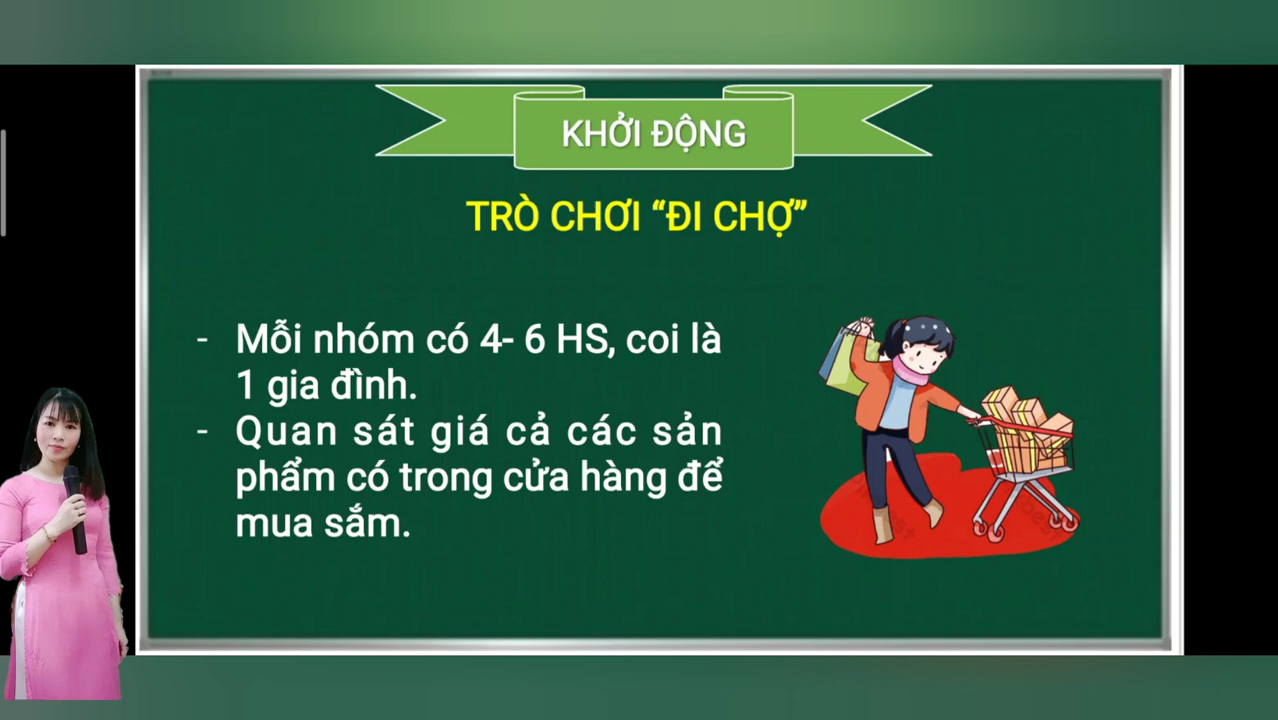 KHỞI ĐỘNG
TRÒ CHƠI “ĐI CHỢ”
- Mỗi nhóm có 4- 6 HS, coi là
1 gia đình.
- Quan sát giá cả các sản
phẩm có trong cửa hàng để
mua sắm.